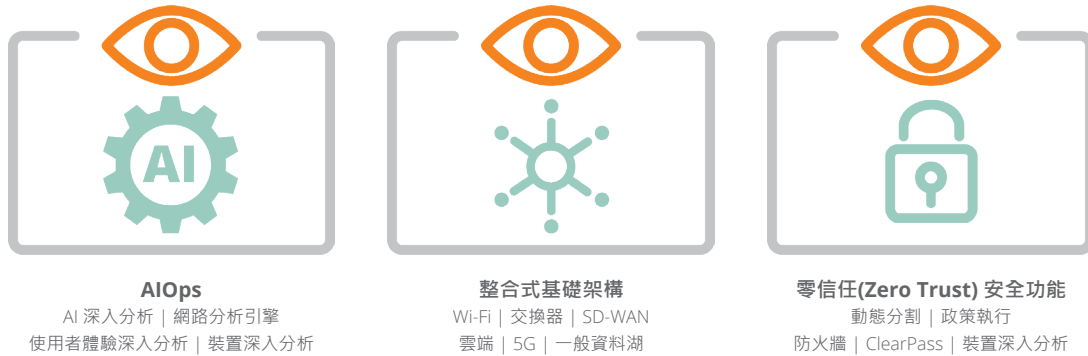 AI
AIOps
AI 深入分析 | 網路分析引擎
使用者體驗深入分析 | 裝置深入分析
整合式基礎架構
Wi-Fi | 交換器 | SD-WAN
雲端 | 5G | 一般資料湖
零信任(Zero Trust) 安全功能
動態分割 | 政策執行
防火牆 | ClearPass | 裝置深入分析